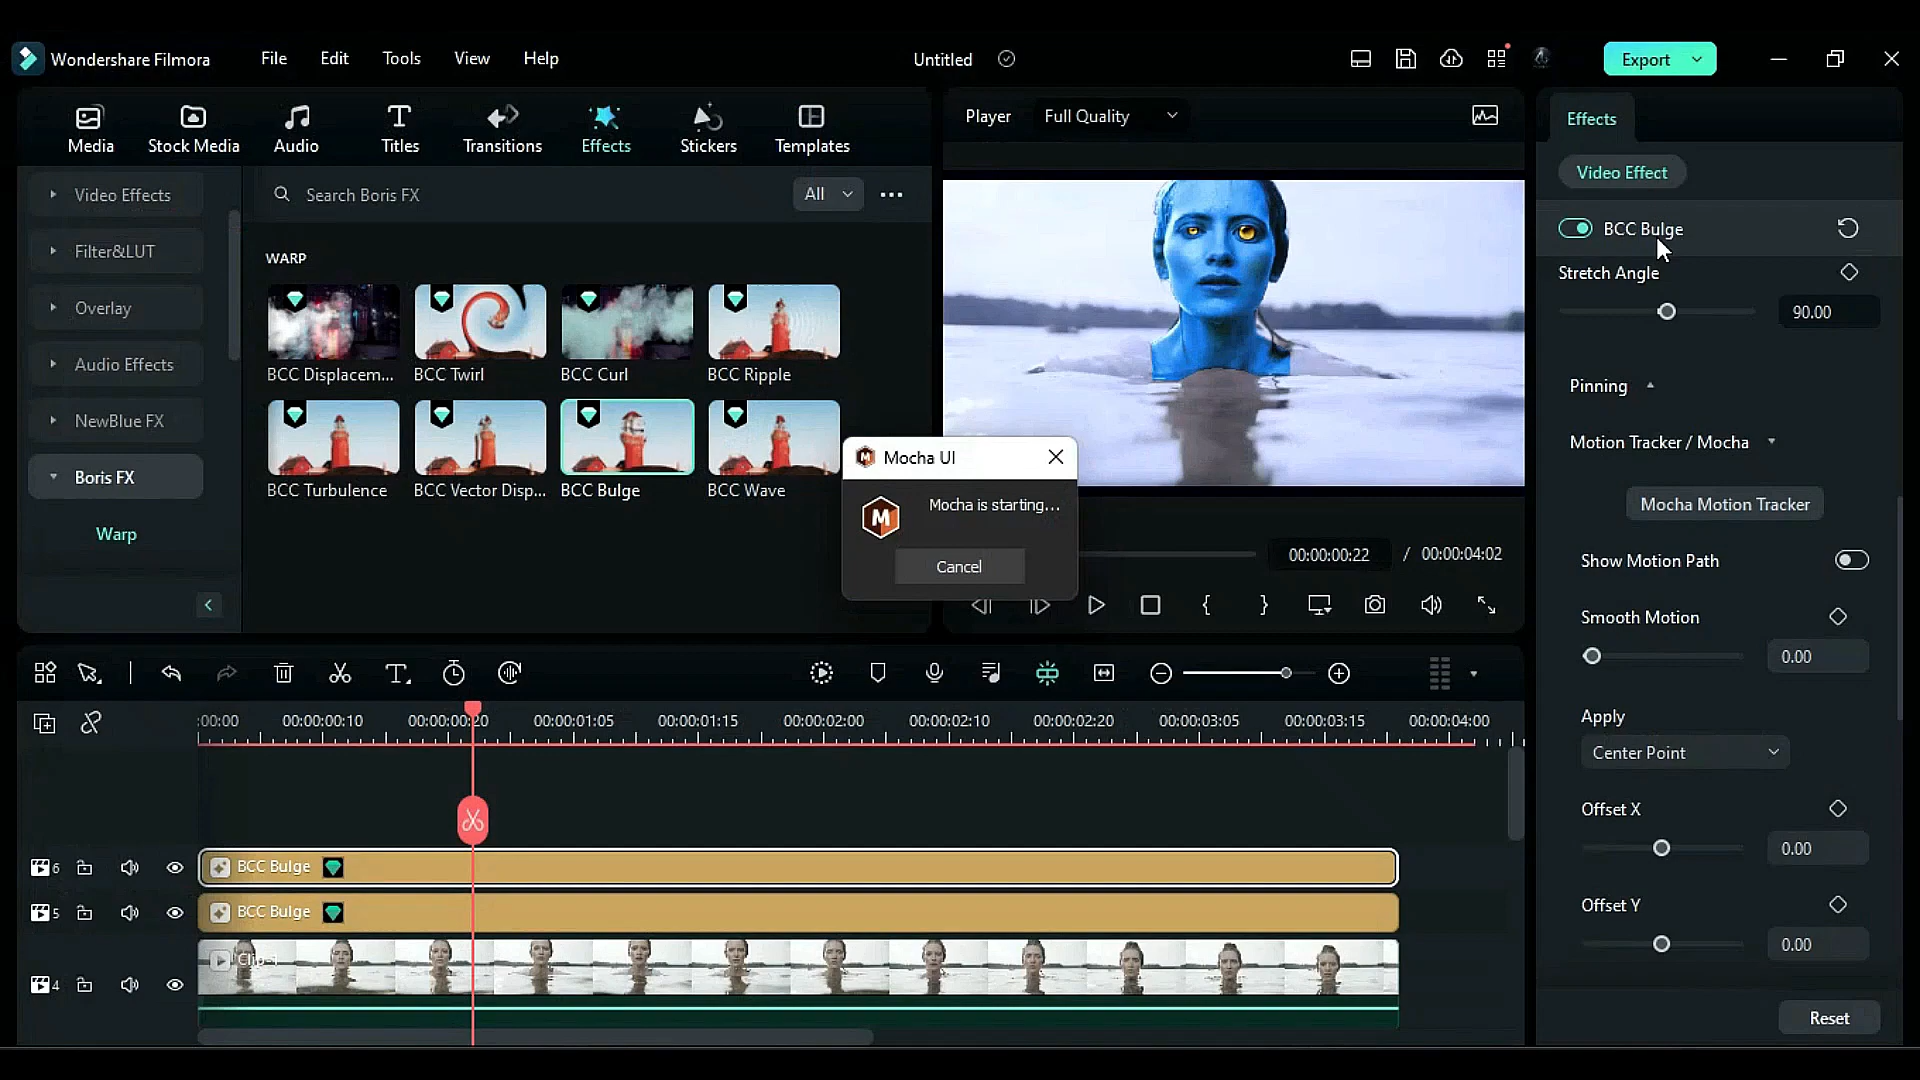 Wondershare Filmora
File
Edit
Tools
View
Help
Untitled
Export
Media
Stock Media
Audio
Titles
Transitions
Effects
Stickers
Templates
Player
Full Quality
Effects
Video Effect
Video Effects
Filter&LUT
Overlay
Audio Effects
NewBlue FX
Boris FX
Warp
Search Boris FX
All
WARP
BCC Displacem...
BCC Twirl
BCC Curl
BCC Ripple
BCC Turbulence
BCC Vector Disp...
BCC Bulge
BCC Wave
Mocha UI
M
Mocha is starting...
Cancel
00:00:00:22
/
00:00:04:02
BCC Bulge
Stretch Angle
90.00
Pinning
Motion Tracker / Mocha
Mocha Motion Tracker
Show Motion Path
Smooth Motion
0.00
Apply
Center Point
Offset X
0.00
Offset Y
0.00
Reset
:00:00
00:00:00:10
00:00:00:20
00:00:01:05
00:00:01:15
00:00:02:00
00:00:02:10
00:00:02:20
00:00:03:05
00:00:03:15
00:00:04:00
6
BCC Bulge
5
BCC Bulge
4